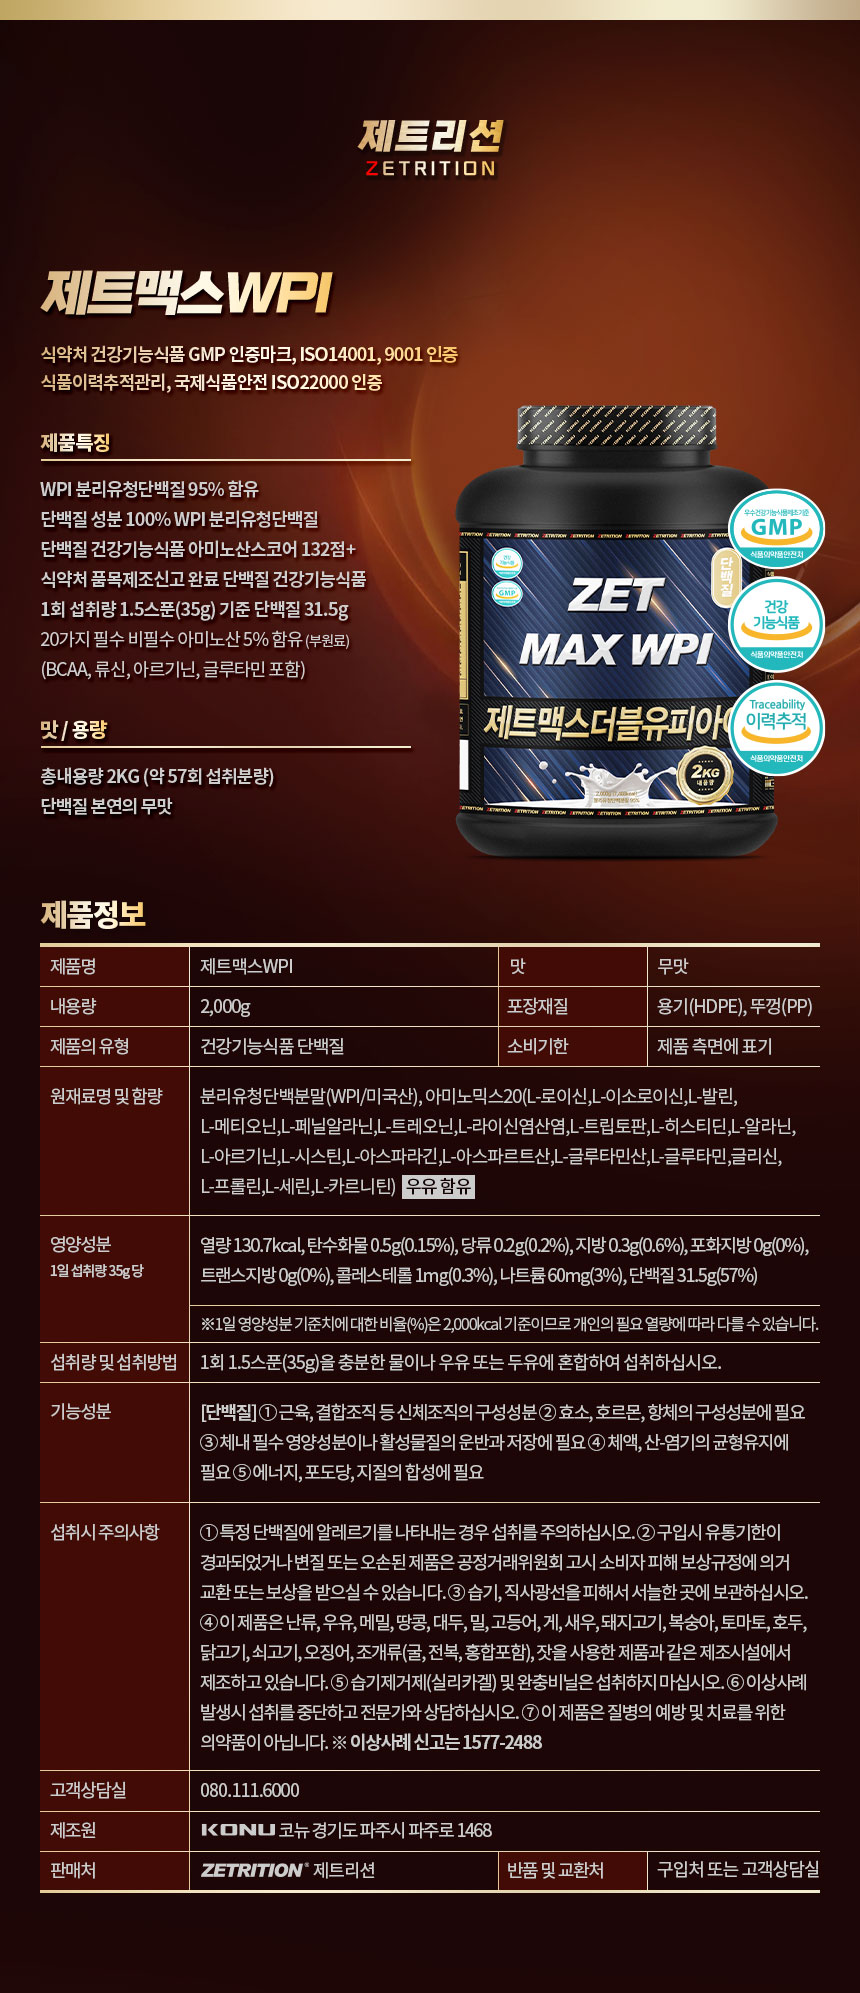 제트리션
ZETRITION
제트맥스WPI
식약처 건강기능식품 GMP 인증마크, ISO14001, 9001 인증
식품이력추적관리, 국제식품안전 ISO22000 인증
제품특징
WPI 분리유청단백질 95% 함유
단백질 성분 100% WPI 분리유청단백질
단백질 건강기능식품 아미노산스코어 132점+
식약처 품목제조신고 완료 단백질 건강기능식품
1회 섭취량 1.5스푼(35g) 기준 단백질 31.5g
20가지 필수 비필수 아미노산 5% 함유 (부원료)
(BCAA, 류신, 아르기닌, 글루타민 포함)
맛 / 용량
총내용량 2KG (약 57회 섭취분량)
단백질 본연의 무맛
단백질
ZET
MAX WPI
제트맥스더블유피아이
2KG
내용량
우수건강기능식품제조기준
GMP
식품의약품안전처
건강
기능식품
식품의약품안전처
Traceability
이력추적
식품의약품안전처
제품정보
제품명 제트맥스WPI 맛 무맛
내용량 2,000g 포장재질 용기(HDPE), 뚜껑(PP)
제품의 유형 건강기능식품 단백질 소비기한 제품 측면에 표기
원재료명 및 함량 분리유청단백분말(WPI/미국산), 아미노믹스20(L-로이신,L-이소로이신,L-발린,
L-메티오닌,L-페닐알라닌,L-트레오닌,L-라이신염산염,L-트립토판,L-히스티딘,L-알라닌,
L-아르기닌,L-시스틴,L-아스파라긴,L-아스파르트산,L-글루타민산,L-글루타민,글리신,
L-프롤린,L-세린,L-카르니틴) 우유 함유
영양성분 열량 130.7kcal, 탄수화물 0.5g(0.15%), 당류 0.2g(0.2%), 지방 0.3g(0.6%), 포화지방 0g(0%),
1일 섭취량 35g 당 트랜스지방 0g(0%), 콜레스테롤 1mg(0.3%), 나트륨 60mg(3%), 단백질 31.5g(57%)
※1일 영양성분 기준치에 대한 비율(%)은 2,000kcal 기준이므로 개인의 필요 열량에 따라 다를 수 있습니다.
섭취량 및 섭취방법 1회 1.5스푼(35g)을 충분한 물이나 우유 또는 두유에 혼합하여 섭취하십시오.
기능성분 [단백질] ① 근육, 결합조직 등 신체조직의 구성성분 ② 효소, 호르몬, 항체의 구성성분에 필요
③ 체내 필수 영양성분이나 활성물질의 운반과 저장에 필요 ④ 체액, 산-염기의 균형유지에
필요 ⑤ 에너지, 포도당, 지질의 합성에 필요
섭취시 주의사항 ① 특정 단백질에 알레르기를 나타내는 경우 섭취를 주의하십시오. ② 구입시 유통기한이
경과되었거나 변질 또는 오손된 제품은 공정거래위원회 고시 소비자 피해 보상규정에 의거
교환 또는 보상을 받으실 수 있습니다. ③ 습기, 직사광선을 피해서 서늘한 곳에 보관하십시오.
④ 이 제품은 난류, 우유, 메밀, 땅콩, 대두, 밀, 고등어, 게, 새우, 돼지고기, 복숭아, 토마토, 호두,
닭고기, 쇠고기, 오징어, 조개류(굴, 전복, 홍합포함), 잣을 사용한 제품과 같은 제조시설에서
제조하고 있습니다. ⑤ 습기제거제(실리카겔) 및 완충비닐은 섭취하지 마십시오. ⑥ 이상사례
발생시 섭취를 중단하고 전문가와 상담하십시오. ⑦ 이 제품은 질병의 예방 및 치료를 위한
의약품이 아닙니다. ※ 이상사례 신고는 1577-2488
고객상담실 080.111.6000
제조원 KONU 코뉴 경기도 파주시 파주로 1468
판매처 ZETRITION® 제트리션 반품 및 교환처 구입처 또는 고객상담실